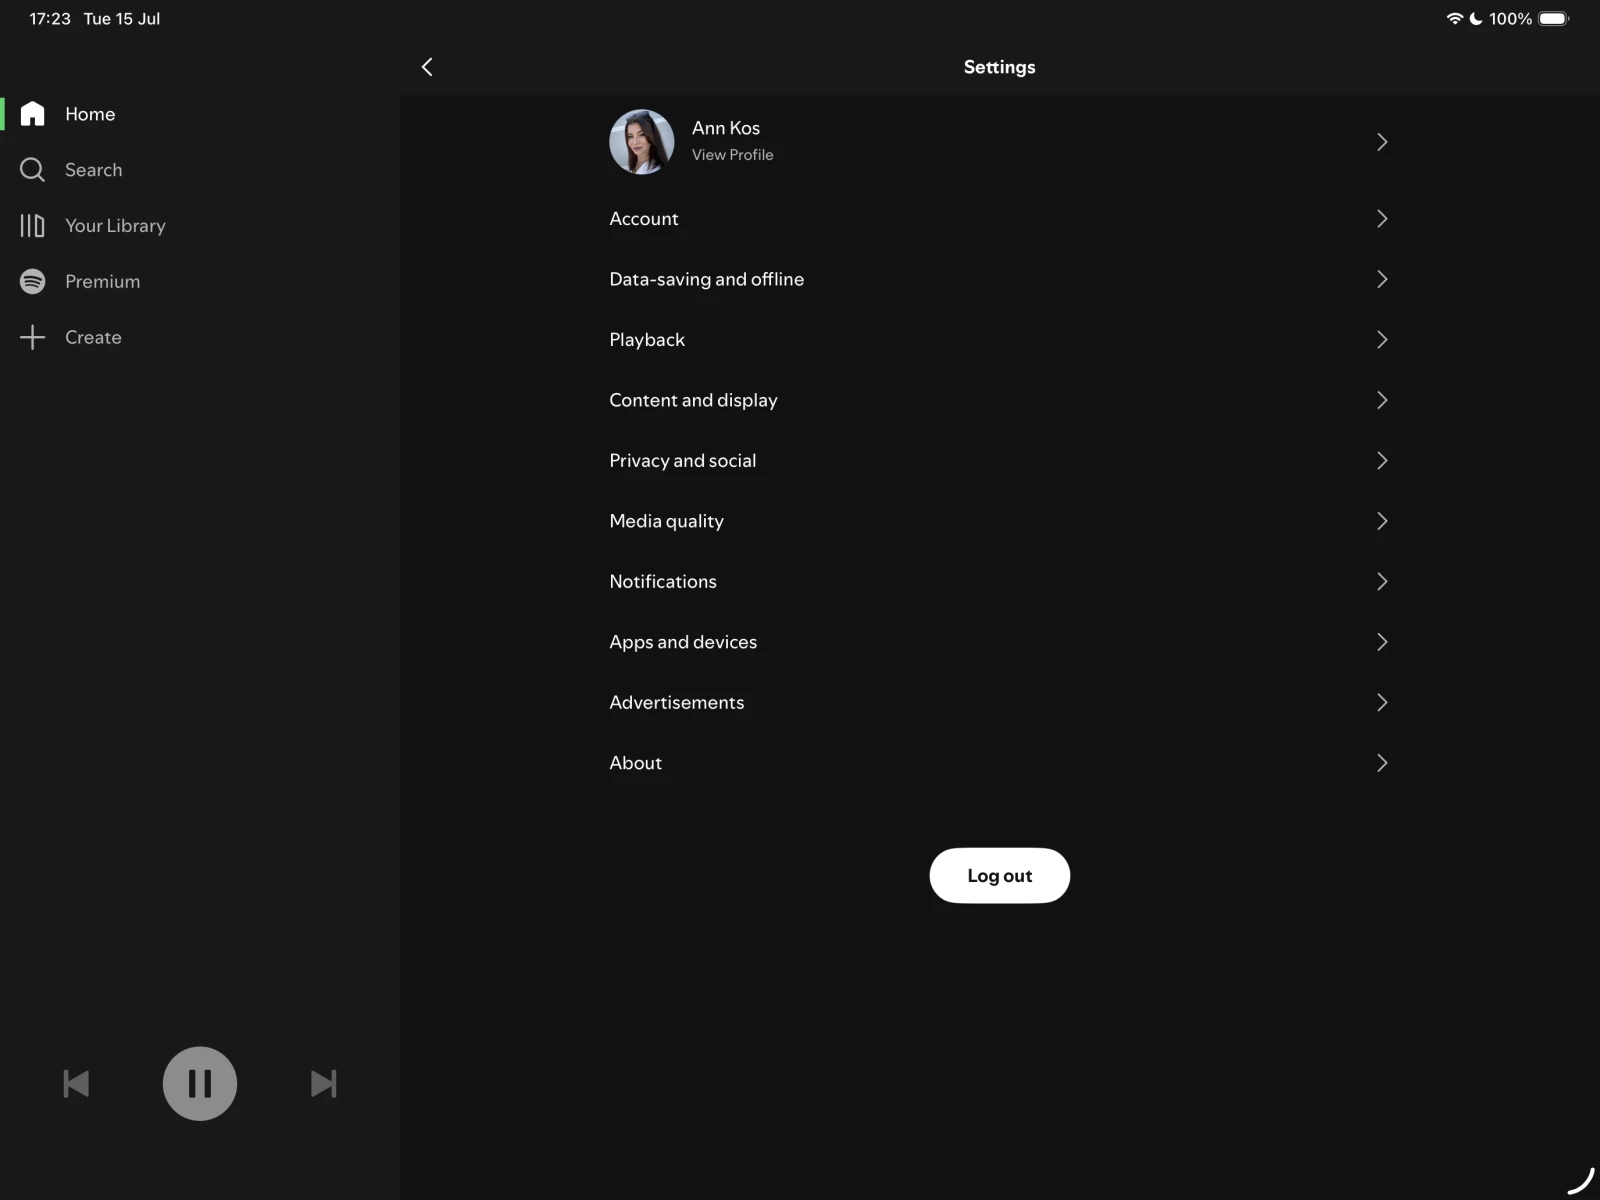 17:23 Tue 15 Jul
100%
Home
Search
Your Library
Premium
Create
Settings
Ann Kos
View Profile
Account
Data-saving and offline
Playback
Content and display
Privacy and social
Media quality
Notifications
Apps and devices
Advertisements
About
Log out